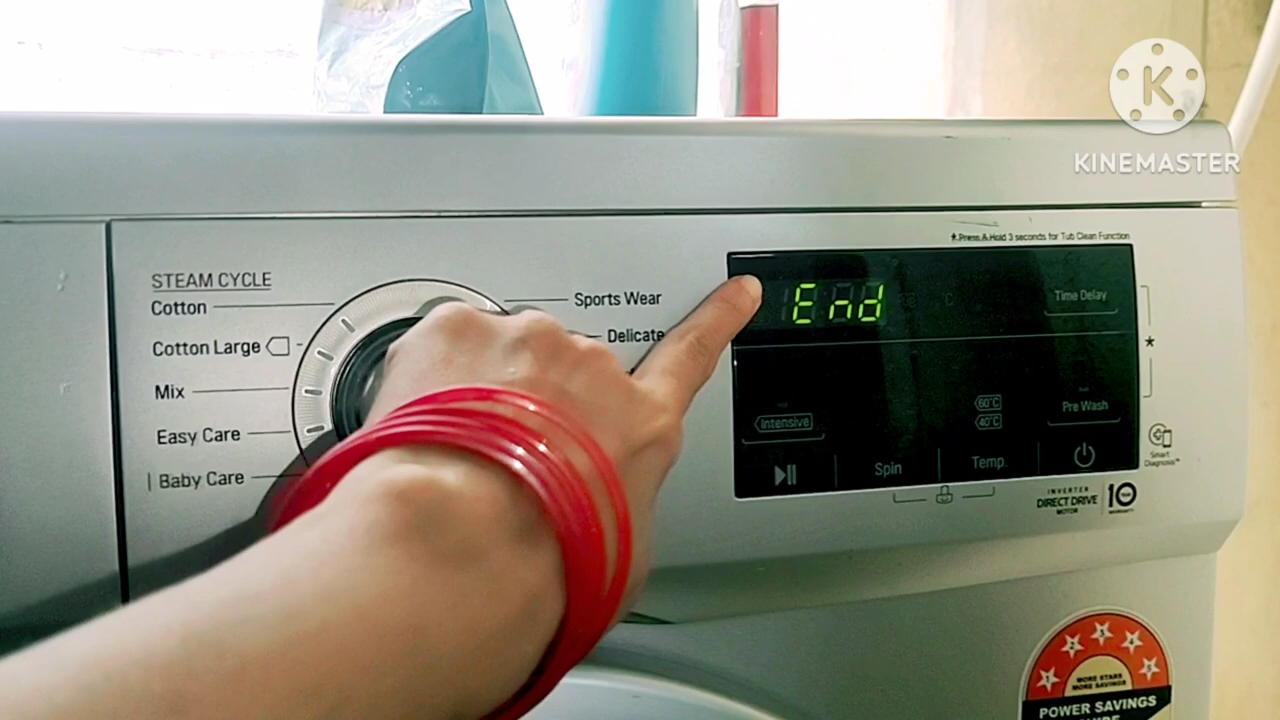 K
KINEMASTER
*Press & Hold 3 seconds for Tub Clean Function
STEAM CYCLE
Cotton
Cotton Large
Mix
Easy Care
Baby Care
Sports Wear
Delicate
End
Time Delay
Intensive
60°C
40°C
Pre Wash
Spin
Temp.
*
Smart
Diagnosis™
INVERTER
DIRECT DRIVE
MOTOR
10
MORE STARS
MORE SAVINGS
POWER SAVINGS